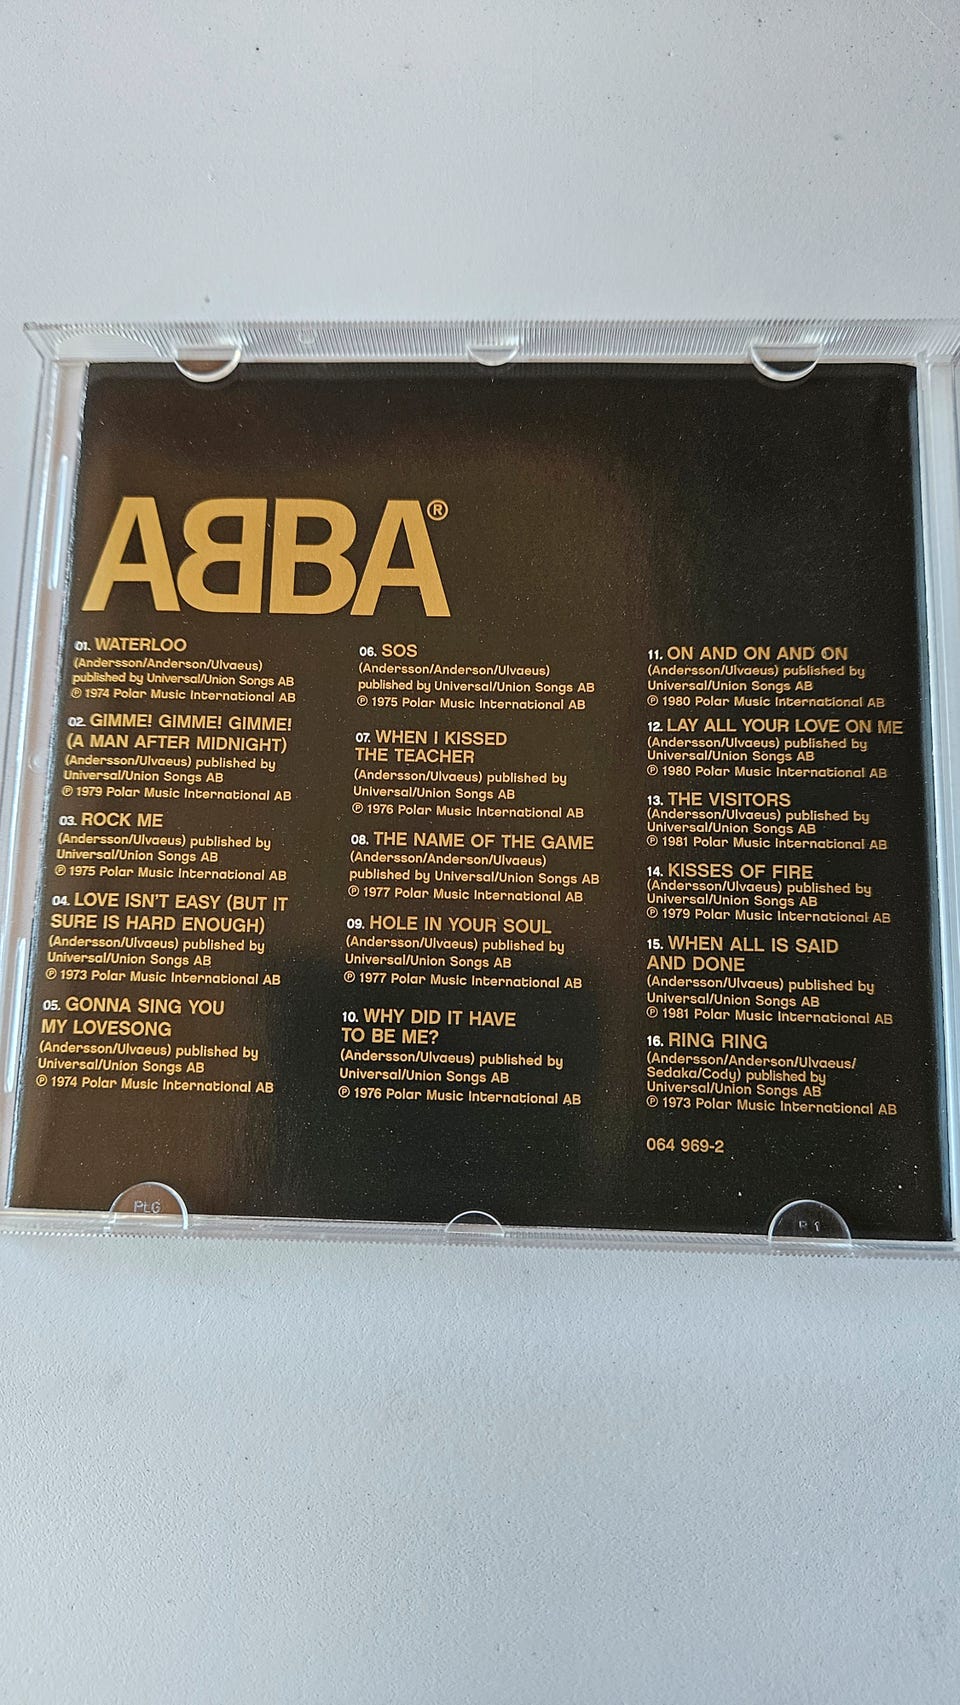 ABBA®
01. WATERLOO
(Andersson/Anderson/Ulvaeus)
published by Universal/Union Songs AB
℗ 1974 Polar Music International AB
02. GIMME! GIMME! GIMME!
(A MAN AFTER MIDNIGHT)
(Andersson/Ulvaeus) published by
Universal/Union Songs AB
℗ 1979 Polar Music International AB
03. ROCK ME
(Andersson/Ulvaeus) published by
Universal/Union Songs AB
℗ 1975 Polar Music International AB
04. LOVE ISN'T EASY (BUT IT
SURE IS HARD ENOUGH)
(Andersson/Ulvaeus) published by
Universal/Union Songs AB
℗ 1973 Polar Music International AB
05. GONNA SING YOU
MY LOVESONG
(Andersson/Ulvaeus) published by
Universal/Union Songs AB
℗ 1974 Polar Music International AB
06. SOS
(Andersson/Anderson/Ulvaeus)
published by Universal/Union Songs AB
℗ 1975 Polar Music International AB
07. WHEN I KISSED
THE TEACHER
(Andersson/Ulvaeus) published by
Universal/Union Songs AB
℗ 1976 Polar Music International AB
08. THE NAME OF THE GAME
(Andersson/Anderson/Ulvaeus)
published by Universal/Union Songs AB
℗ 1977 Polar Music International AB
09. HOLE IN YOUR SOUL
(Andersson/Ulvaeus) published by
Universal/Union Songs AB
℗ 1977 Polar Music International AB
10. WHY DID IT HAVE
TO BE ME?
(Andersson/Ulvaeus) published by
Universal/Union Songs AB
℗ 1976 Polar Music International AB
11. ON AND ON AND ON
(Andersson/Ulvaeus) published by
Universal/Union Songs AB
℗ 1980 Polar Music International AB
12. LAY ALL YOUR LOVE ON ME
(Andersson/Ulvaeus) published by
Universal/Union Songs AB
℗ 1980 Polar Music International AB
13. THE VISITORS
(Andersson/Ulvaeus) published by
Universal/Union Songs AB
℗ 1981 Polar Music International AB
14. KISSES OF FIRE
(Andersson/Ulvaeus) published by
Universal/Union Songs AB
℗ 1979 Polar Music International AB
15. WHEN ALL IS SAID
AND DONE
(Andersson/Ulvaeus) published by
Universal/Union Songs AB
℗ 1981 Polar Music International AB
16. RING RING
(Andersson/Anderson/Ulvaeus/
Sedaka/Cody) published by
Universal/Union Songs AB
℗ 1973 Polar Music International AB
064 969-2
PLG